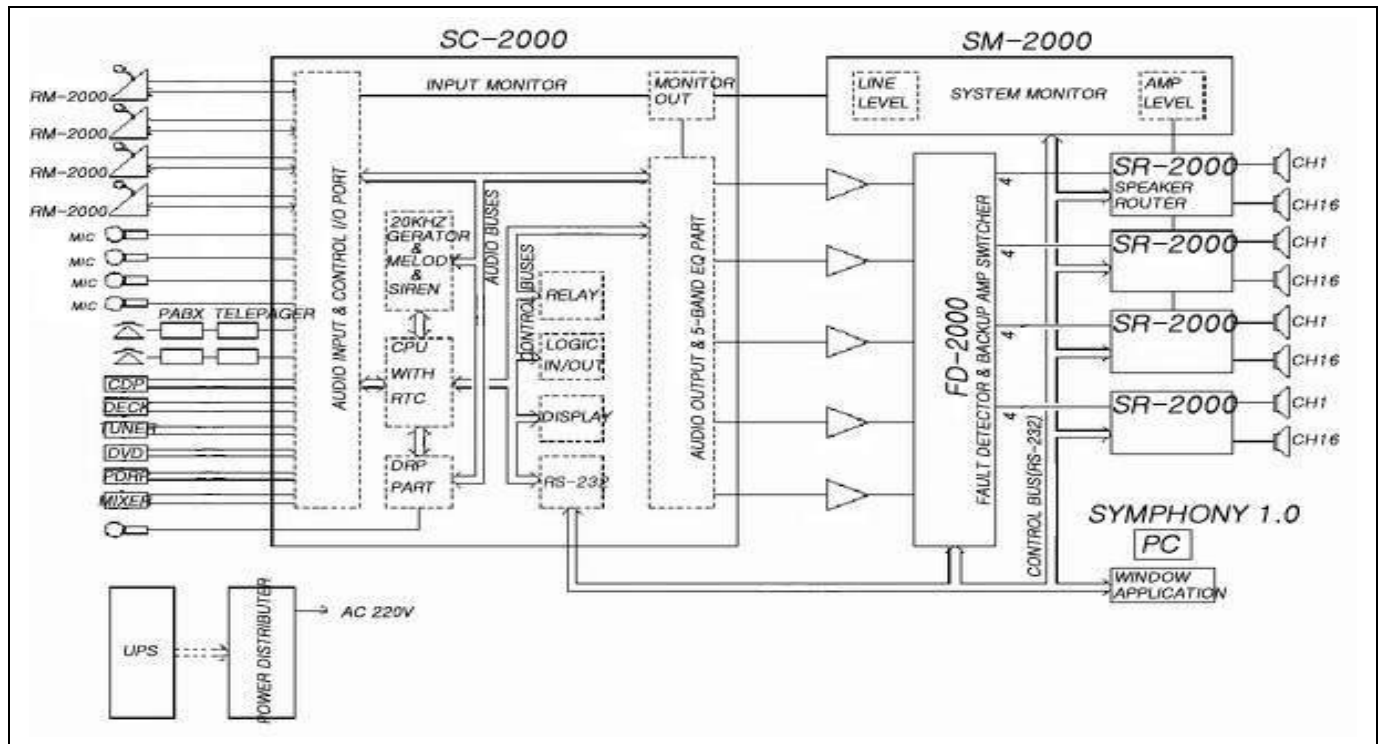 SC-2000
SM-2000
RM-2000
RM-2000
RM-2000
RM-2000
MIC
MIC
MIC
MIC
PABX TELEPAGER
CDP
DECK
TUNER
DVD
PDRP
MIXER
AUDIO INPUT & CONTROL I/O PORT
INPUT MONITOR
MONITOR
OUT
20KHZ
GERATOR
&
MELODY
&
SIREN
CPU
WITH
RTC
DRP
PART
AUDIO BUSES
CONTROL BUSES
RELAY
LOGIC
IN/OUT
DISPLAY
RS-232
AUDIO OUTPUT & 5-BAND EQ PART
LINE
LEVEL
SYSTEM MONITOR
AMP
LEVEL
FD-2000
FAULT DETECTOR & BACKUP AMP SWITCHER
4
4
4
4
CONTROL BUS(RS-232)
SR-2000
SPEAKER
ROUTER
CH1
CH16
SR-2000
CH1
CH16
SR-2000
CH1
CH16
SR-2000
CH1
CH16
SYMPHONY 1.0
PC
WINDOW
APPLICATION
UPS
POWER DISTRIBUTER
AC 220V